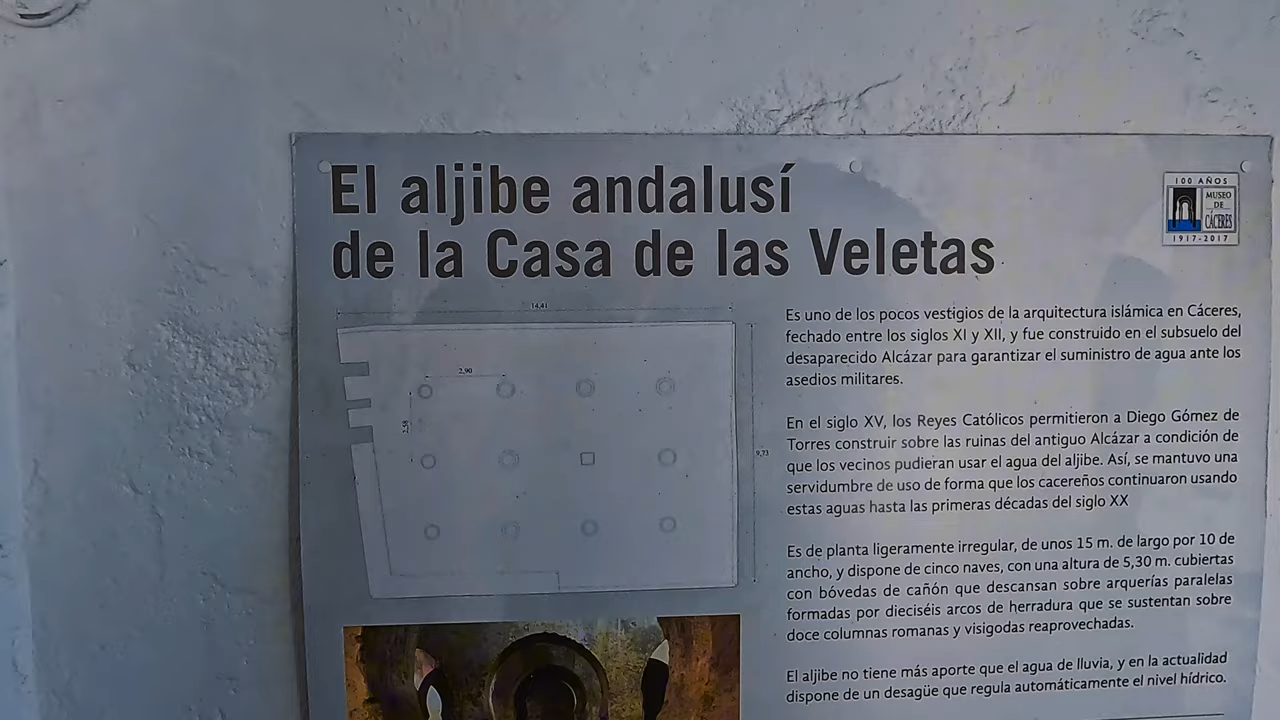 El aljibe andalusí
de la Casa de las Veletas
100 AÑOS
MUSEO
DE
CÁCERES
1917-2017
14,41
2,90
2,58
9,73
Es uno de los pocos vestigios de la arquitectura islámica en Cáceres,
fechado entre los siglos XI y XII, y fue construido en el subsuelo del
desaparecido Alcázar para garantizar el suministro de agua ante los
asedios militares.
En el siglo XV, los Reyes Católicos permitieron a Diego Gómez de
Torres construir sobre las ruinas del antiguo Alcázar a condición de
que los vecinos pudieran usar el agua del aljibe. Así, se mantuvo una
servidumbre de uso de forma que los cacereños continuaron usando
estas aguas hasta las primeras décadas del siglo XX
Es de planta ligeramente irregular, de unos 15 m. de largo por 10 de
ancho, y dispone de cinco naves, con una altura de 5,30 m. cubiertas
con bóvedas de cañón que descansan sobre arquerías paralelas
formadas por dieciséis arcos de herradura que se sustentan sobre
doce columnas romanas y visigodas reaprovechadas.
El aljibe no tiene más aporte que el agua de lluvia, y en la actualidad
dispone de un desagüe que regula automáticamente el nivel hídrico.